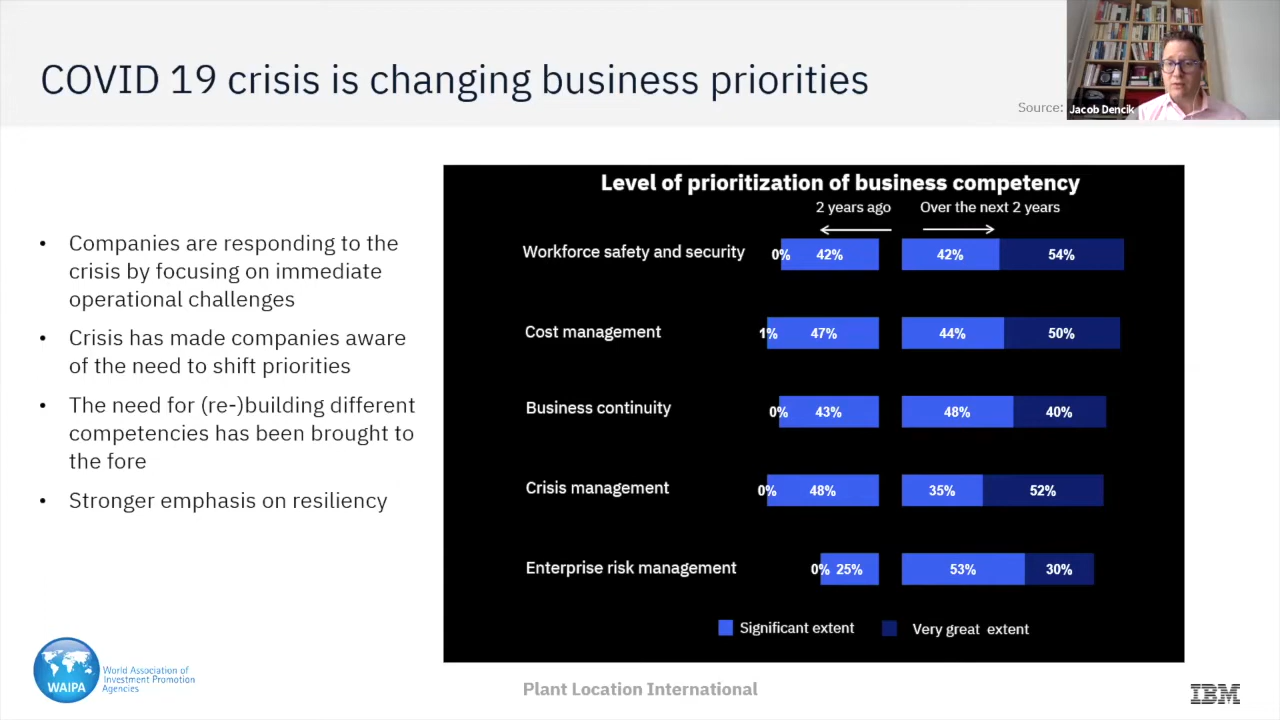 COVID 19 crisis is changing business priorities
Source:
Jacob Dencik
• Companies are responding to the
crisis by focusing on immediate
operational challenges
• Crisis has made companies aware
of the need to shift priorities
• The need for (re-)building different
competencies has been brought to
the fore
• Stronger emphasis on resiliency
Level of prioritization of business competency
2 years ago Over the next 2 years
Workforce safety and security 0% 42% 42% 54%
Cost management 1% 47% 44% 50%
Business continuity 0% 43% 48% 40%
Crisis management 0% 48% 35% 52%
Enterprise risk management 0% 25% 53% 30%
Significant extent Very great extent
WAIPA
World Association of
Investment Promotion
Agencies
Plant Location International
IBM